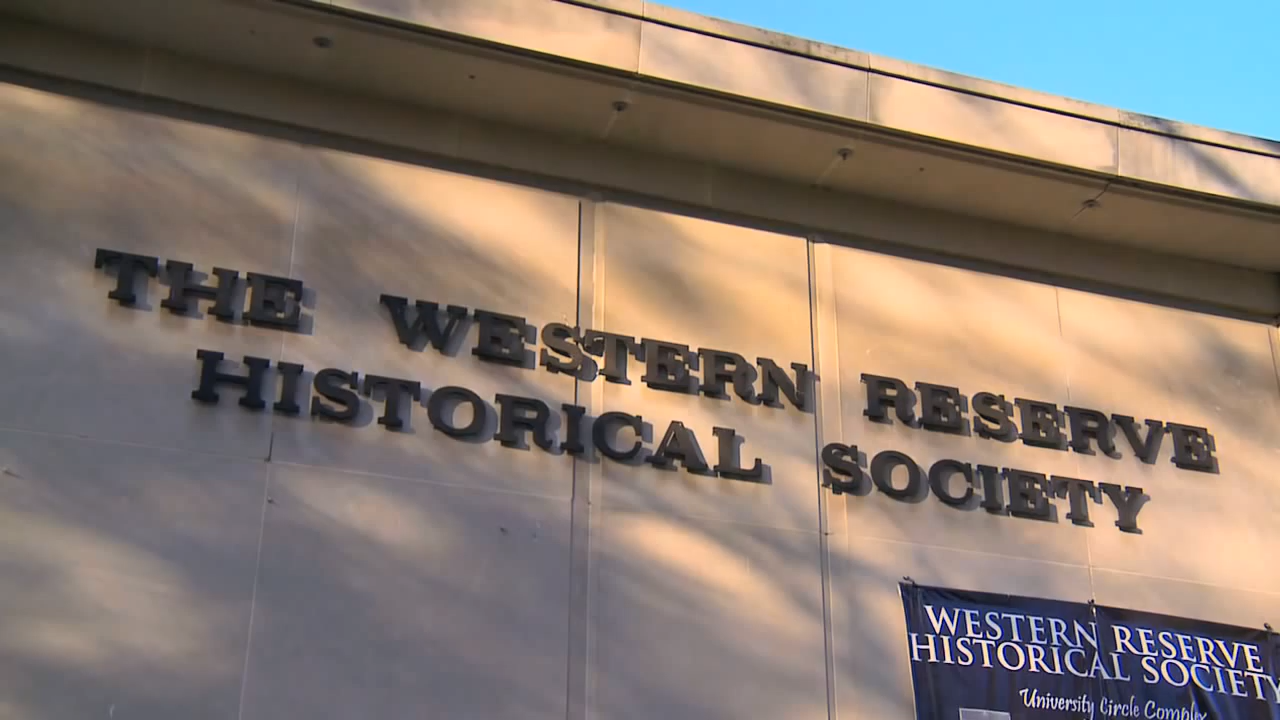 THE WESTERN RESERVE
HISTORICAL SOCIETY
WESTERN RESERVE
HISTORICAL SOCIETY
University Circle Complex